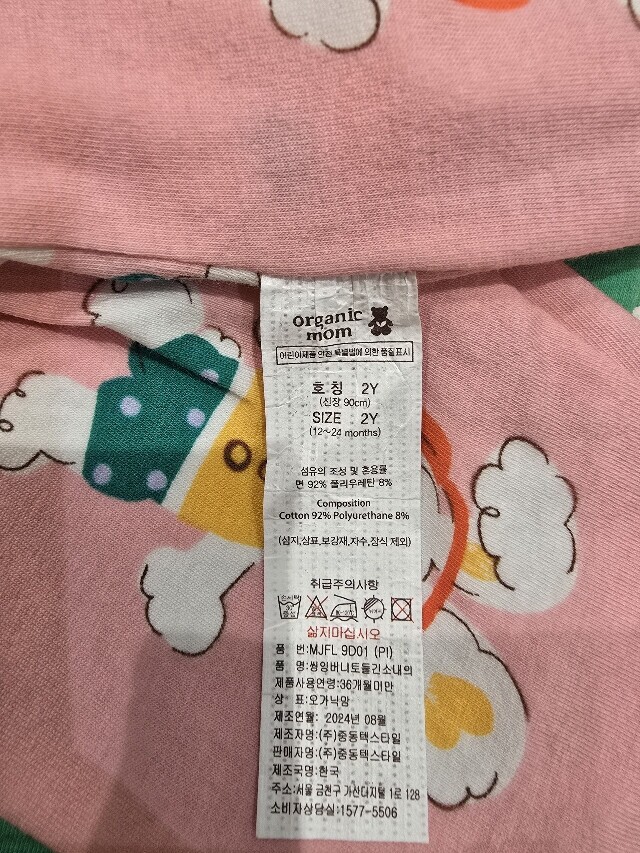 organic
mom
어린이제품 안전 특별법에 의한 품질표시
호 칭 2Y
(신장 90cm)
SIZE 2Y
(12~24 months)
섬유의 조성 및 혼용률
면 92% 폴리우레탄 8%
Composition
Cotton 92% Polyurethane 8%
(심지,상표,보강재,자수,장식 제외)
취급주의사항
삶지마십시오
품 번:MJFL 9D01 (PI)
품 명:씽잉버니토돌긴소내의
제품사용연령:36개월미만
상 표:오가닉맘
제조연월: 2024년 08월
제조자명:(주)중동텍스타일
판매자명:(주)중동텍스타일
제조국명:한국
주소:서울 금천구 가산디지털 1로 128
소비자상담실:1577-5506